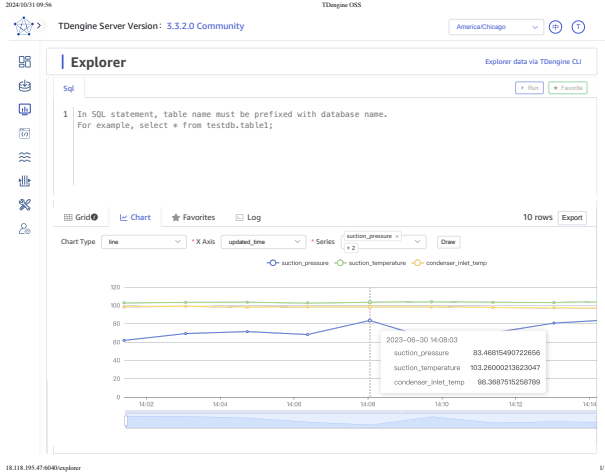 2024/10/31 09:56
TDengine OSS
TDengine Server Version: 3.3.2.0 Community
America/Chicago
中
T
Explorer
Explorer data via TDengine CLI
Sql
Run
Favorite
1
In SQL statement, table name must be prefixed with database name.
For example, select * from testdb.table1;
Grid
Chart
Favorites
Log
10 rows
Export
Chart Type
line
* X Axis
updated_time
* Series
suction_pressure ×
+ 2
Draw
suction_pressure
suction_temperature
condenser_inlet_temp
120
100
80
60
40
20
0
2023-06-30 14:08:03
suction_pressure 83.46815490722656
suction_temperature 103.26000213623047
condenser_inlet_temp 98.3687515258789
14:02
14:04
14:06
14:08
14:10
14:12
14:14
18.118.195.47:6040/explorer
1/